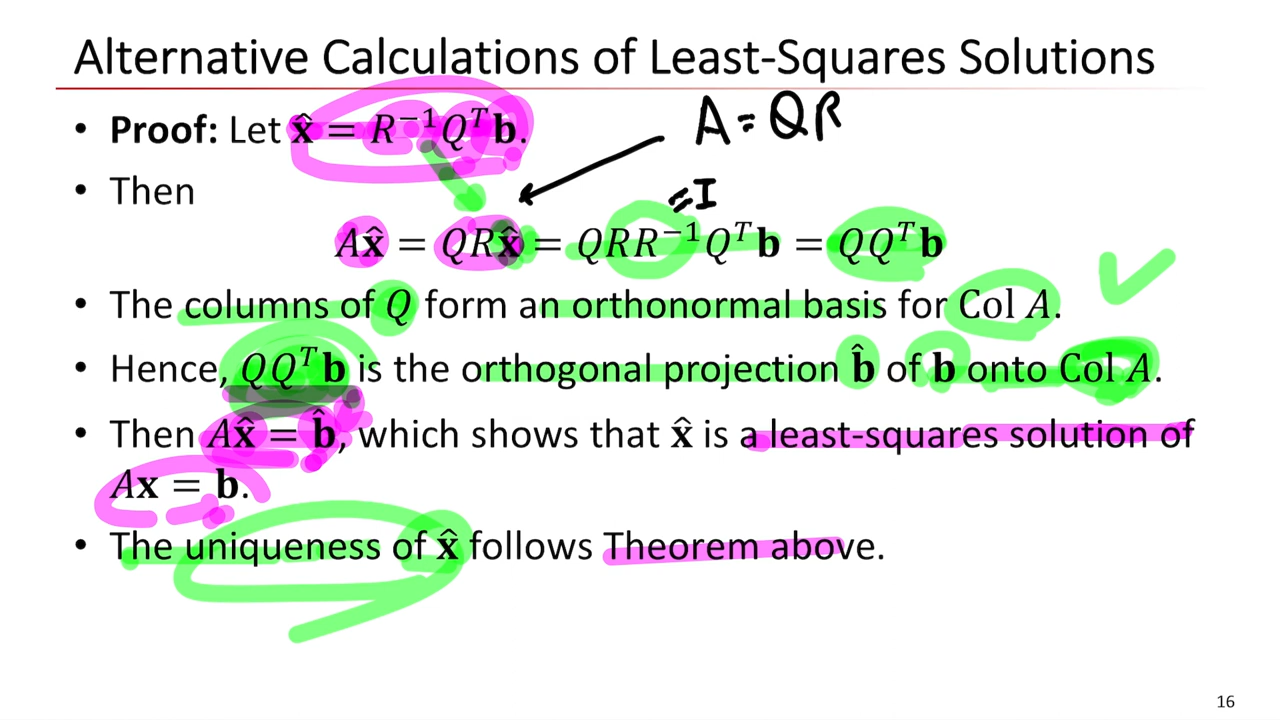 Alternative Calculations of Least-Squares Solutions
• Proof: Let x̂ = R⁻¹Qᵀb.
A = QR
• Then
= I
Ax̂ = QRx̂ = QRR⁻¹Qᵀb = QQᵀb
• The columns of Q form an orthonormal basis for Col A.
• Hence, QQᵀb is the orthogonal projection b̂ of b onto Col A.
• Then Ax̂ = b̂, which shows that x̂ is a least-squares solution of
Ax = b.
• The uniqueness of x̂ follows Theorem above.
16